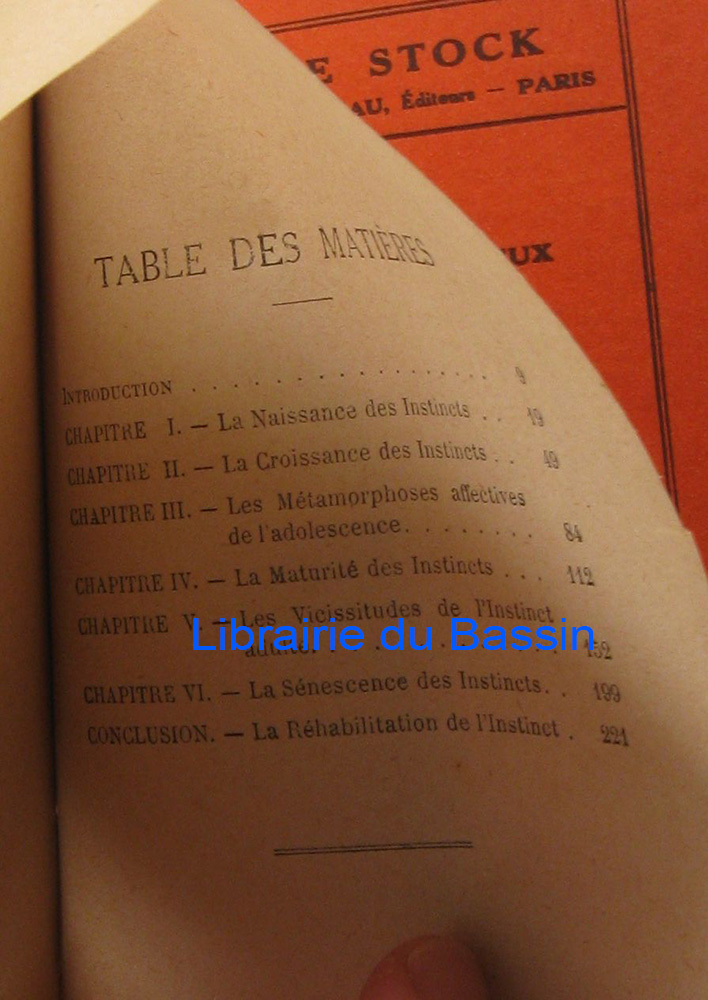 E STOCK
AU, Éditeurs — PARIS
UX
TABLE DES MATIÈRES
INTRODUCTION . . . . . . . . . . . . . . . . 9
CHAPITRE I. — La Naissance des Instincts . . 19
CHAPITRE II. — La Croissance des Instincts . . 49
CHAPITRE III. — Les Métamorphoses affectives
de l'adolescence. . . . . . . . 84
CHAPITRE IV. — La Maturité des Instincts . . . 112
CHAPITRE V. — Les Vicissitudes de l'Instinct
adulte. . . . . . . . . . . 152
Librairie du Bassin
CHAPITRE VI. — La Sénescence des Instincts. . 199
CONCLUSION. — La Réhabilitation de l'Instinct . 221